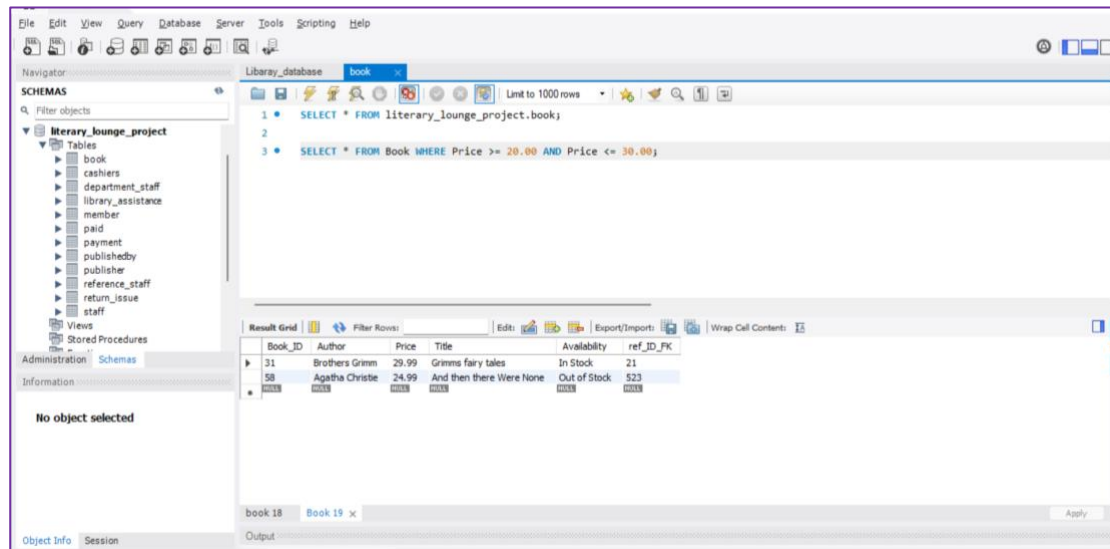 File Edit View Query Database Server Tools Scripting Help
Navigator
SCHEMAS
Filter objects
literary_lounge_project
Tables
book
cashiers
department_staff
library_assistance
member
paid
payment
publishedby
publisher
reference_staff
return_issue
staff
Views
Stored Procedures
Administration Schemas
Information
No object selected
Object Info Session
Libaray_database book
Limit to 1000 rows
1 SELECT * FROM literary_lounge_project.book;
2
3 SELECT * FROM Book WHERE Price >= 20.00 AND Price <= 30.00;
Result Grid Filter Rows: Edit: Export/Import: Wrap Cell Content:
Book_ID Author Price Title Availability ref_ID_FK
31 Brothers Grimm 29.99 Grimms fairy tales In Stock 21
58 Agatha Christie 24.99 And then there Were None Out of Stock 523
NULL NULL NULL NULL NULL NULL
book 18 Book 19 Apply
Output